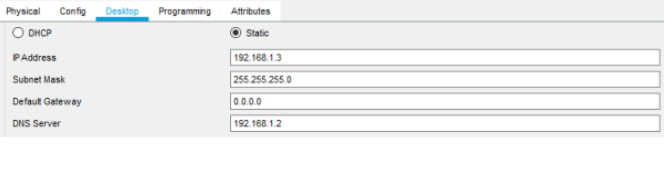 Physical Config Desktop Programming Attributes
DHCP Static
IP Address 192.168.1.3
Subnet Mask 255.255.255.0
Default Gateway 0.0.0.0
DNS Server 192.168.1.2